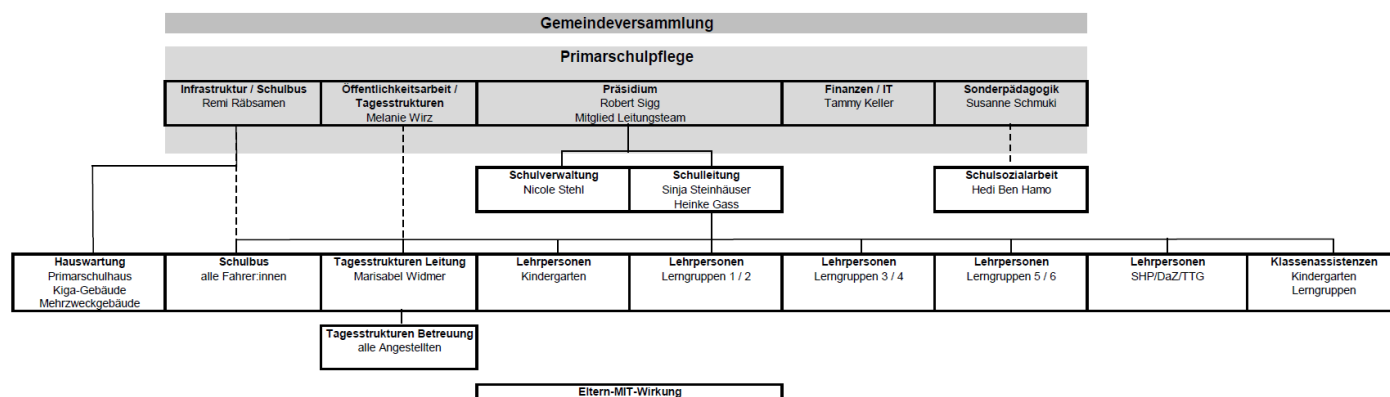 Gemeindeversammlung
Primarschulpflege
Infrastruktur / Schulbus
Remi Räbsamen
Öffentlichkeitsarbeit /
Tagesstrukturen
Melanie Wirz
Präsidium
Robert Sigg
Mitglied Leitungsteam
Finanzen / IT
Tammy Keller
Sonderpädagogik
Susanne Schmuki
Schulverwaltung
Nicole Stehl
Schulleitung
Sinja Steinhäuser
Heinke Gass
Schulsozialarbeit
Hedi Ben Hamo
Hauswartung
Primarschulhaus
Kiga-Gebäude
Mehrzweckgebäude
Schulbus
alle Fahrer:innen
Tagesstrukturen Leitung
Marisabel Widmer
Lehrpersonen
Kindergarten
Lehrpersonen
Lerngruppen 1 / 2
Lehrpersonen
Lerngruppen 3 / 4
Lehrpersonen
Lerngruppen 5 / 6
Lehrpersonen
SHP/DaZ/TTG
Klassenassistenzen
Kindergarten
Lerngruppen
Tagesstrukturen Betreuung
alle Angestellten
Eltern-MIT-Wirkung